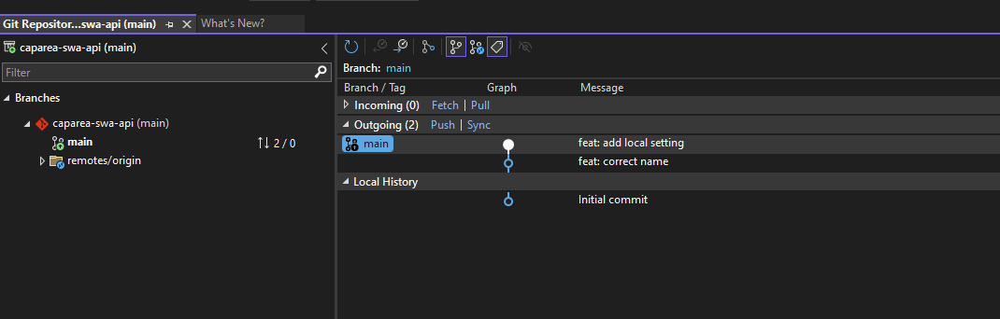 Git Repositor...swa-api (main)
What's New?
caparea-swa-api (main)
Filter
Branches
caparea-swa-api (main)
main 2 / 0
remotes/origin
Branch: main
Branch / Tag Graph Message
Incoming (0) Fetch | Pull
Outgoing (2) Push | Sync
main feat: add local setting
feat: correct name
Local History
Initial commit